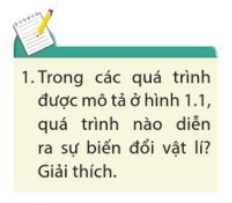 1. Trong các quá trình
được mô tả ở hình 1.1,
quá trình nào diễn
ra sự biến đổi vật lí?
Giải thích.